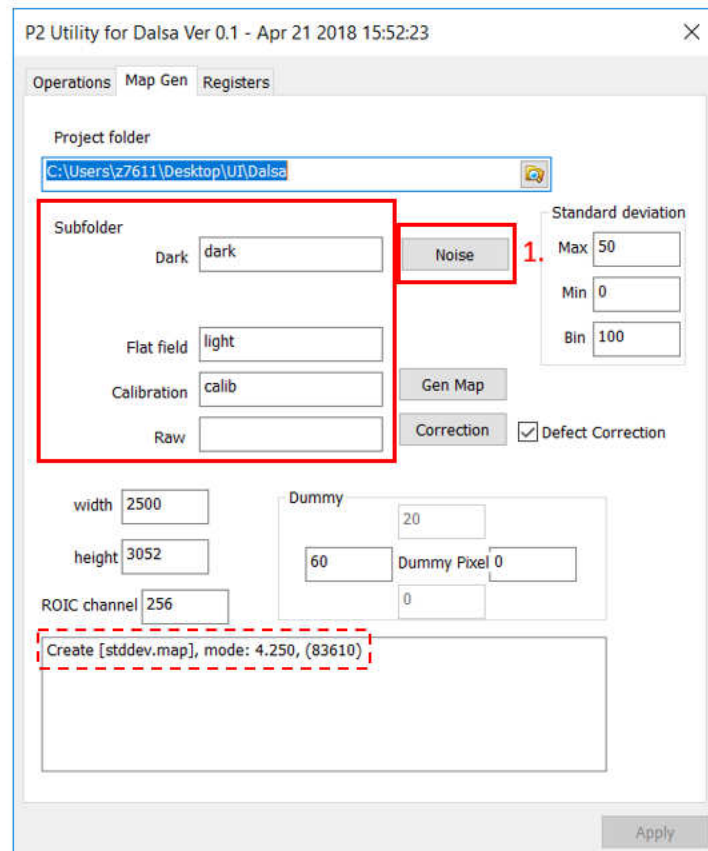 P2 Utility for Dalsa Ver 0.1 - Apr 21 2018 15:52:23
Operations Map Gen Registers
Project folder
C:\Users\z7611\Desktop\UI\Dalsa
Subfolder
Dark dark
Noise
1.
Standard deviation
Max 50
Min 0
Bin 100
Flat field light
Calibration calib
Gen Map
Raw
Correction
Defect Correction
width 2500
height 3052
ROIC channel 256
Dummy
20
60 Dummy Pixel 0
0
Create [stddev.map], mode: 4.250, (83610)
Apply